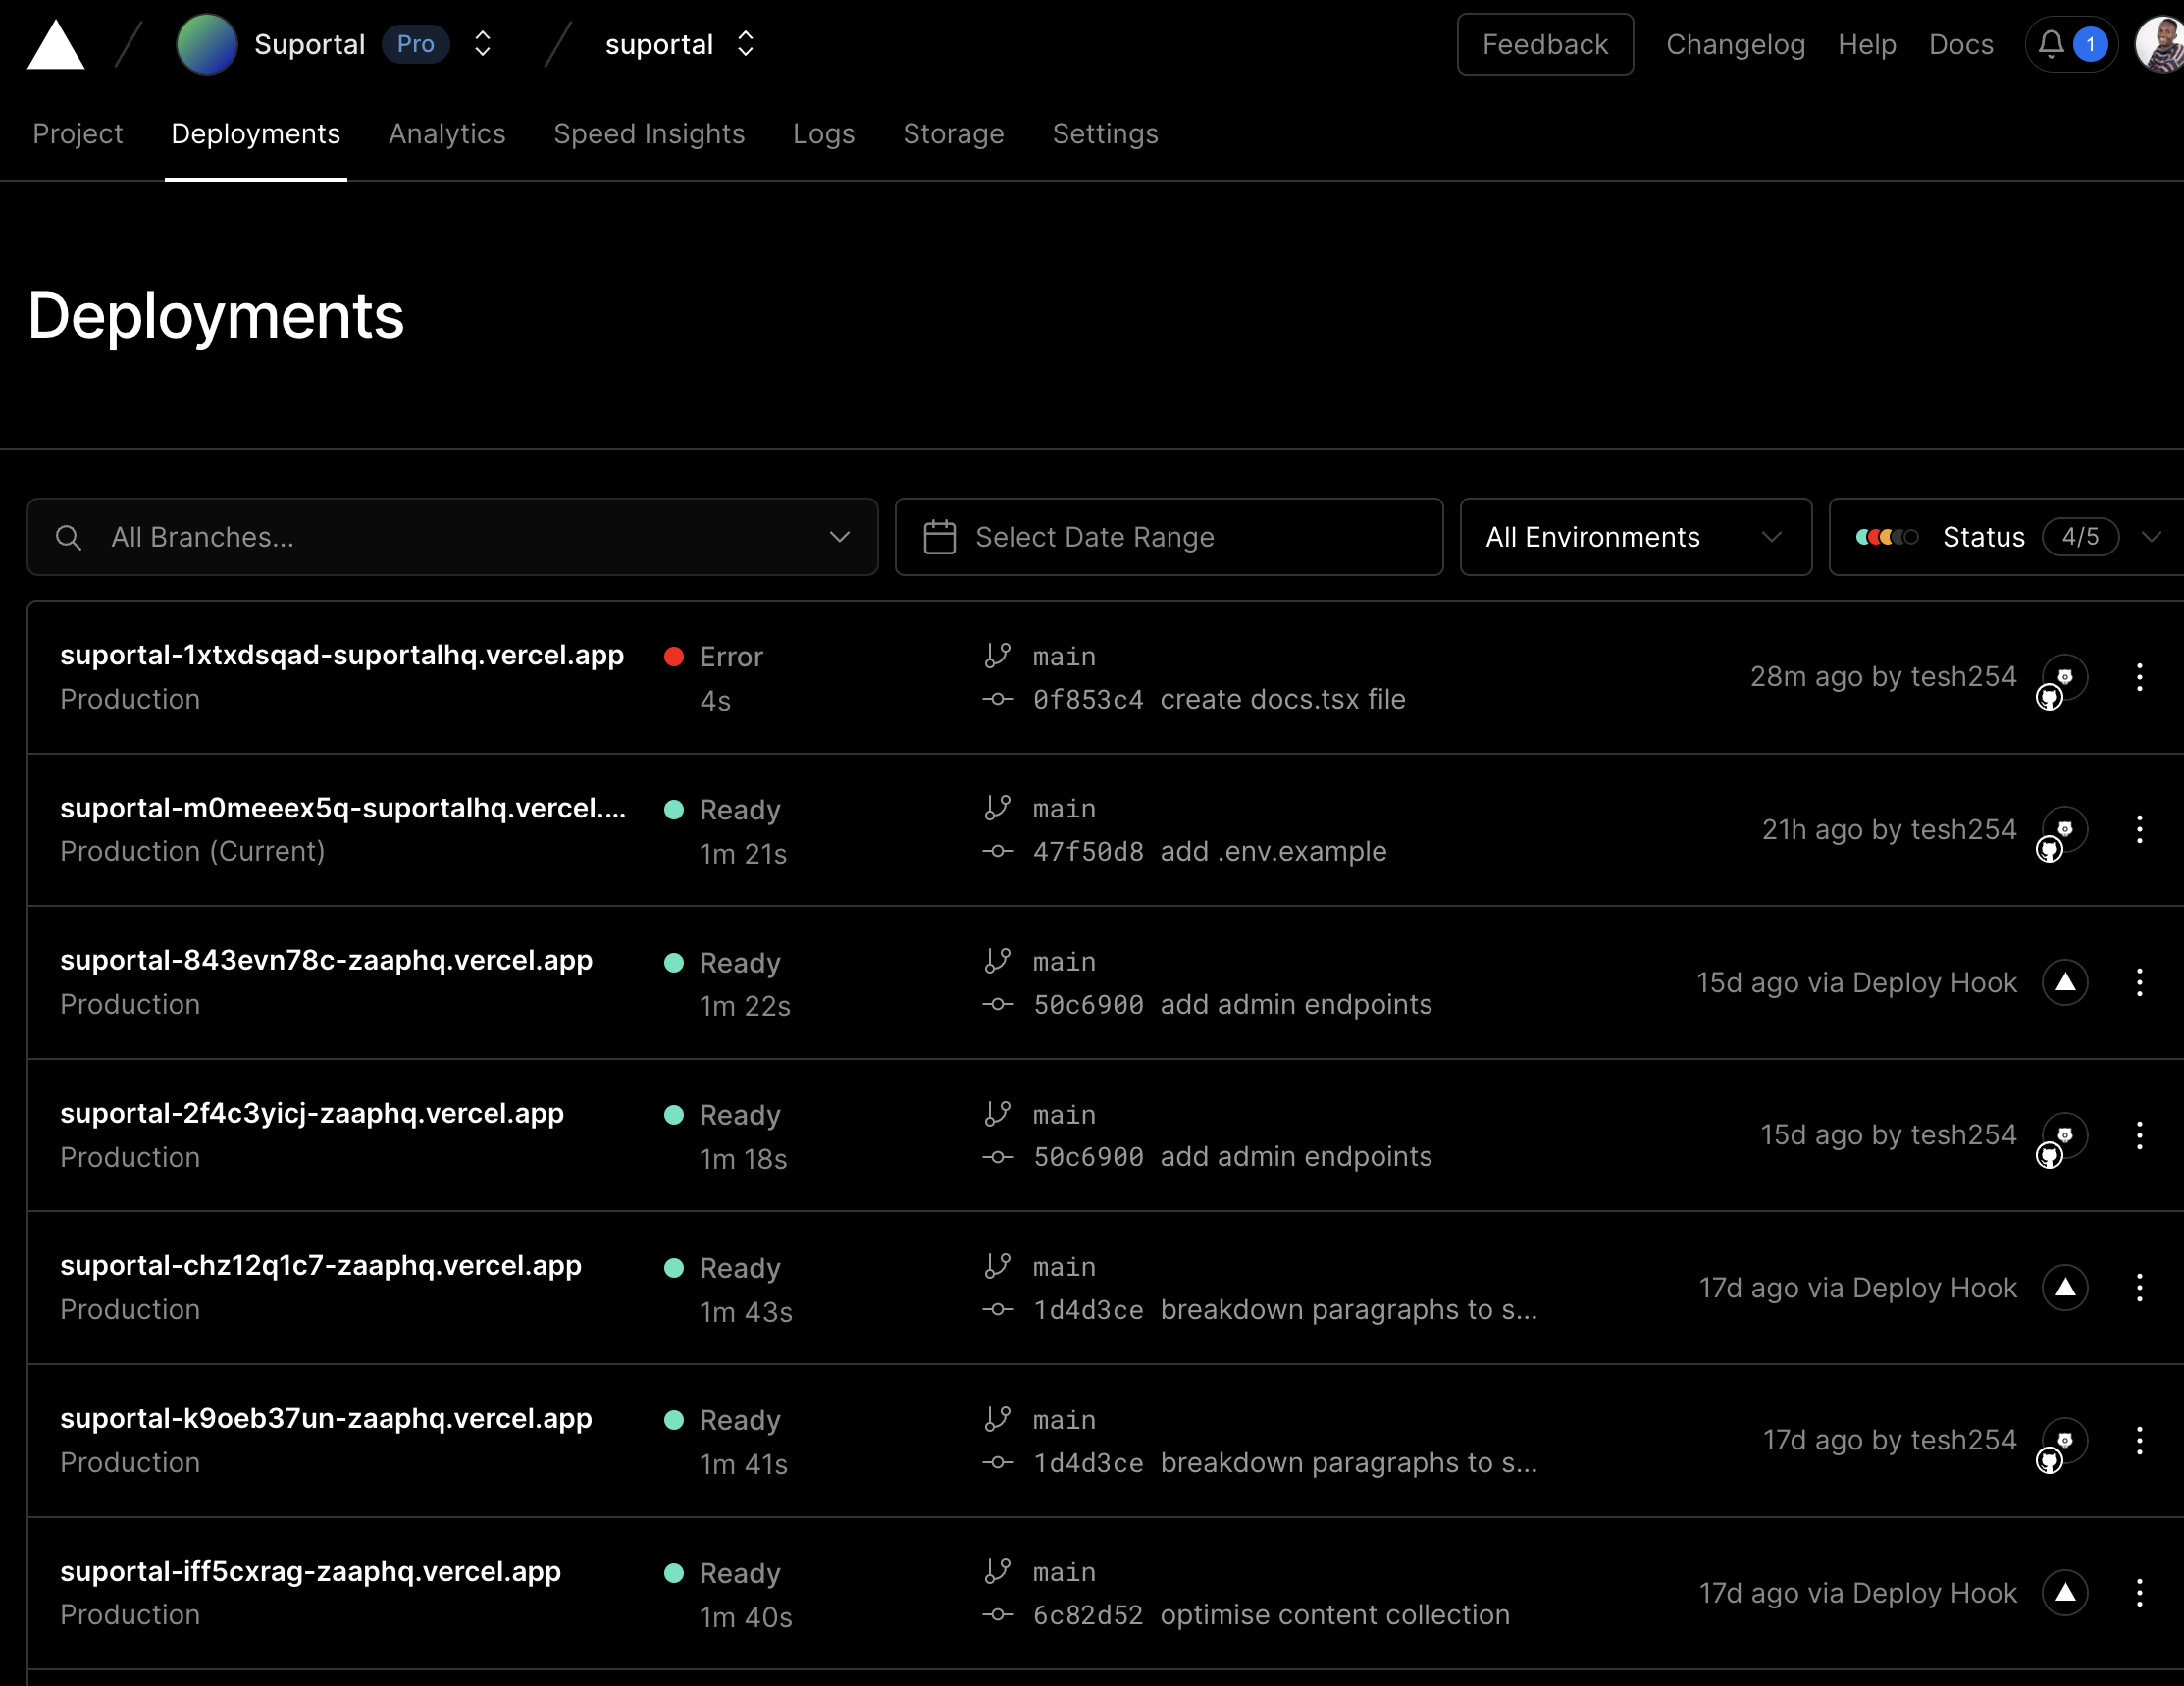 Suportal Pro suportal Feedback Changelog Help Docs 1
Project Deployments Analytics Speed Insights Logs Storage Settings
Deployments
All Branches... Select Date Range All Environments Status 4/5
suportal-1xtxdsqad-suportalhq.vercel.app Error main
Production 4s 0f853c4 create docs.tsx file
28m ago by tesh254
suportal-m0meeex5q-suportalhq.vercel.... Ready main
Production (Current) 1m 21s 47f50d8 add .env.example
21h ago by tesh254
suportal-843evn78c-zaaphq.vercel.app Ready main
Production 1m 22s 50c6900 add admin endpoints
15d ago via Deploy Hook
suportal-2f4c3yicj-zaaphq.vercel.app Ready main
Production 1m 18s 50c6900 add admin endpoints
15d ago by tesh254
suportal-chz12q1c7-zaaphq.vercel.app Ready main
Production 1m 43s 1d4d3ce breakdown paragraphs to s...
17d ago via Deploy Hook
suportal-k9oeb37un-zaaphq.vercel.app Ready main
Production 1m 41s 1d4d3ce breakdown paragraphs to s...
17d ago by tesh254
suportal-iff5cxrag-zaaphq.vercel.app Ready main
Production 1m 40s 6c82d52 optimise content collection
17d ago via Deploy Hook